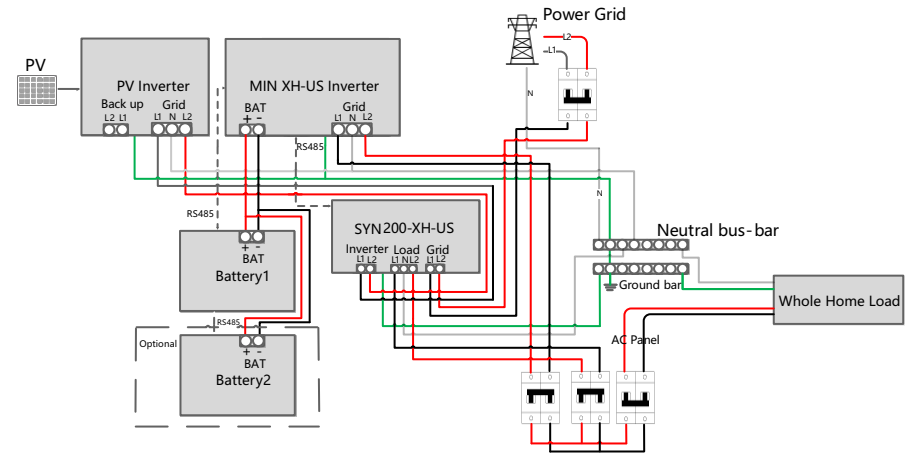 Power Grid
L2
L1
PV
PV Inverter
MIN XH-US Inverter
Back up
Grid
L2 L1
L1 N L2
BAT
+ -
Grid
L1 N L2
N
RS485
RS485
N
SYN200-XH-US
Inverter Load Grid
L1 L2
L1 N L2
L1 L2
Neutral bus-bar
+ -
BAT
Battery1
Ground bar
Whole Home Load
RS485
Optional
AC Panel
+ -
BAT
Battery2